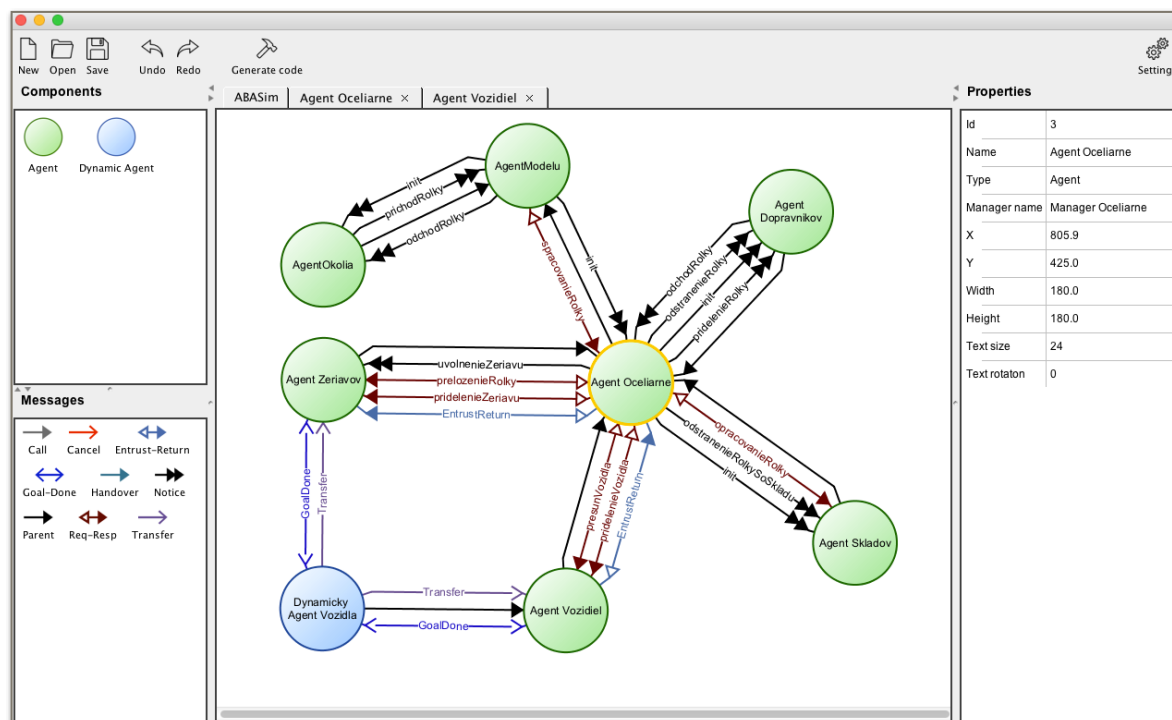 New Open Save Undo Redo Generate code Setting
Components
ABASim Agent Oceliarne × Agent Vozidiel ×
Properties
Agent Dynamic Agent
Messages
Call Cancel Entrust-Return
Goal-Done Handover Notice
Parent Req-Resp Transfer
AgentModelu
init
prichodRolky
odchodRolky
AgentOkolia
spracovanieRolky
init
Agent
Dopravnikov
odchodRolky
odstranenieRolky
init
pridelenieRolky
Agent Zeriavov
uvolnenieZeriavu
prelozenieRolky
pridelenieZeriavu
EntrustReturn
Agent Oceliarne
opracovanieRolky
odstranenieRolkySoSkladu
init
Agent Skladov
GoalDone
Transfer
presunVozidla
pridelenieVozidla
EntrustReturn
Dynamicky
Agent Vozidla
Transfer
GoalDone
Agent Vozidiel
Id 3
Name Agent Oceliarne
Type Agent
Manager name Manager Oceliarne
X 805.9
Y 425.0
Width 180.0
Height 180.0
Text size 24
Text rotaton 0